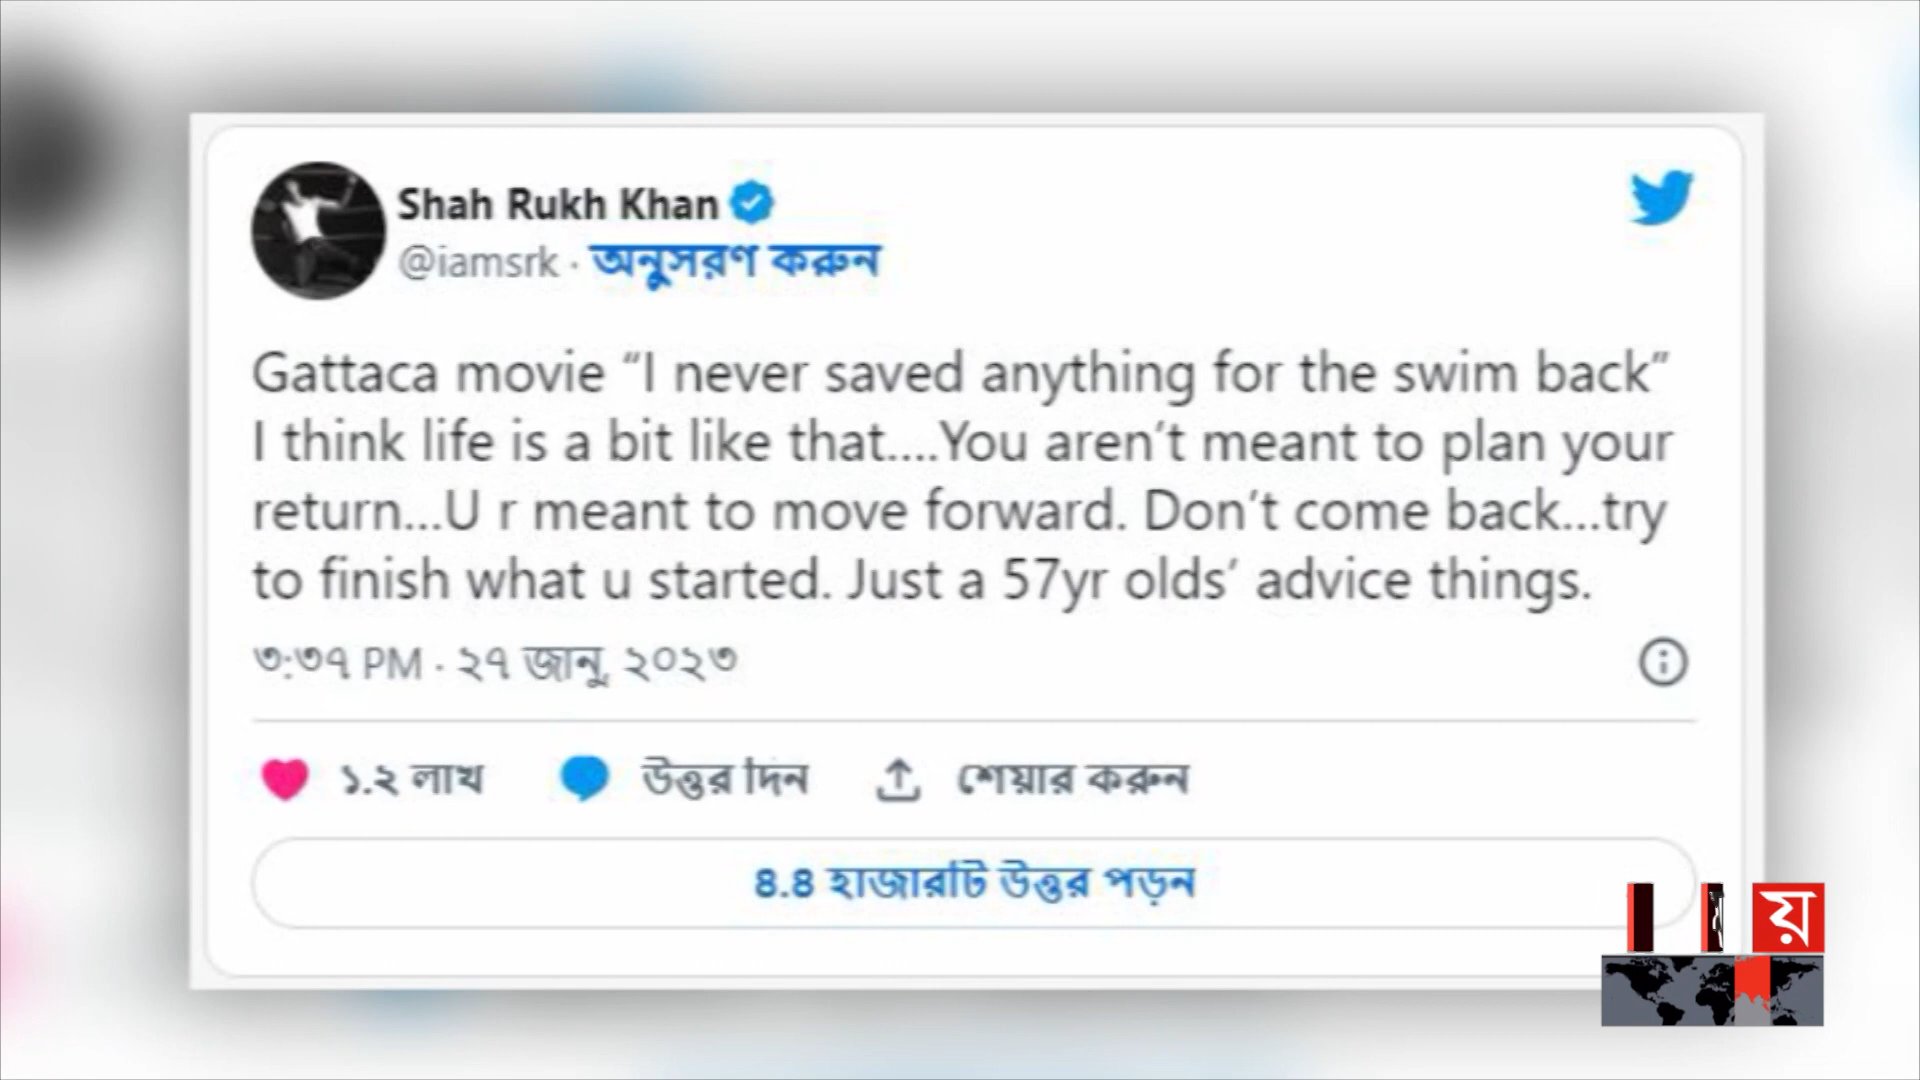 Shah Rukh Khan
@iamsrk · অনুসরণ করুন
Gattaca movie “I never saved anything for the swim back”
I think life is a bit like that....You aren’t meant to plan your
return...U r meant to move forward. Don’t come back...try
to finish what u started. Just a 57yr olds’ advice things.
৩:৩৭ PM · ২৭ জানু, ২০২৩
১.২ লাখ উত্তর দিন শেয়ার করুন
৪.৪ হাজারটি উত্তর পড়ন
য়